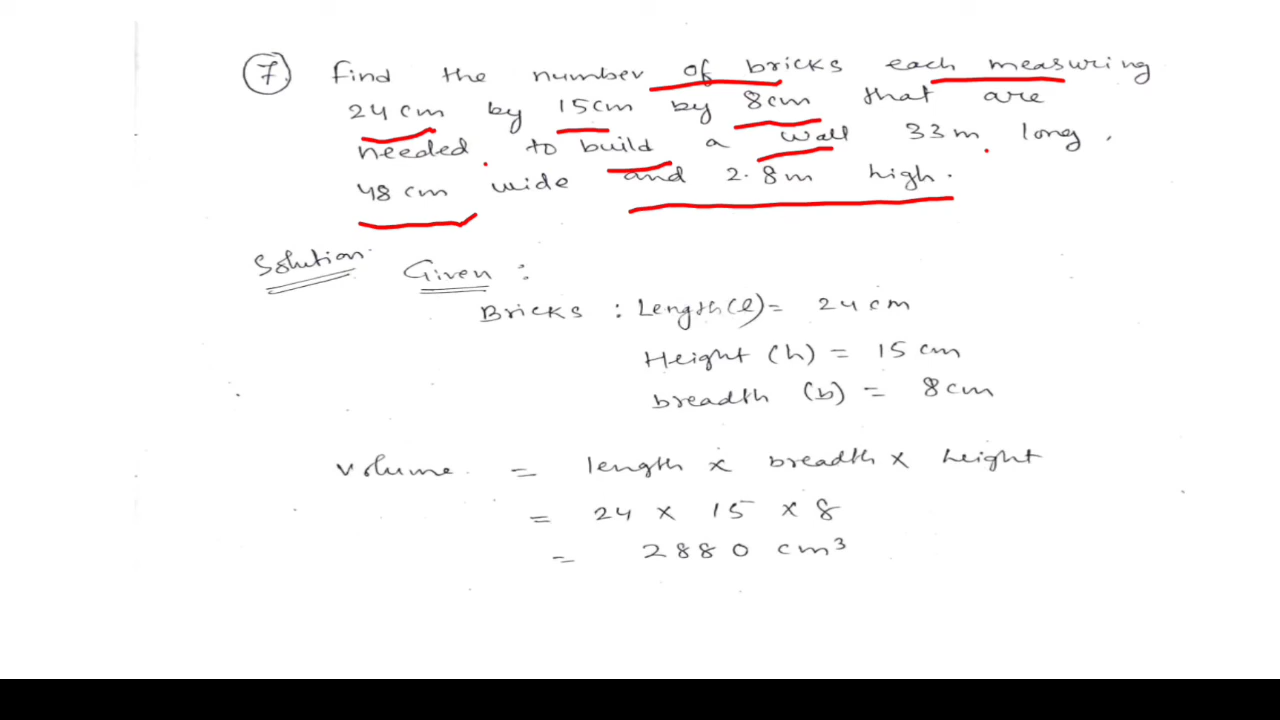 7 Find the number of bricks each measuring
24 cm by 15cm by 8cm that are
needed to build a wall 33m long,
48 cm wide and 2.8m high.
Solution
Given :
Bricks : Length(l) = 24 cm
Height (h) = 15 cm
breadth (b) = 8cm
volume = length x breadth x height
= 24 x 15 x 8
= 2880 cm³